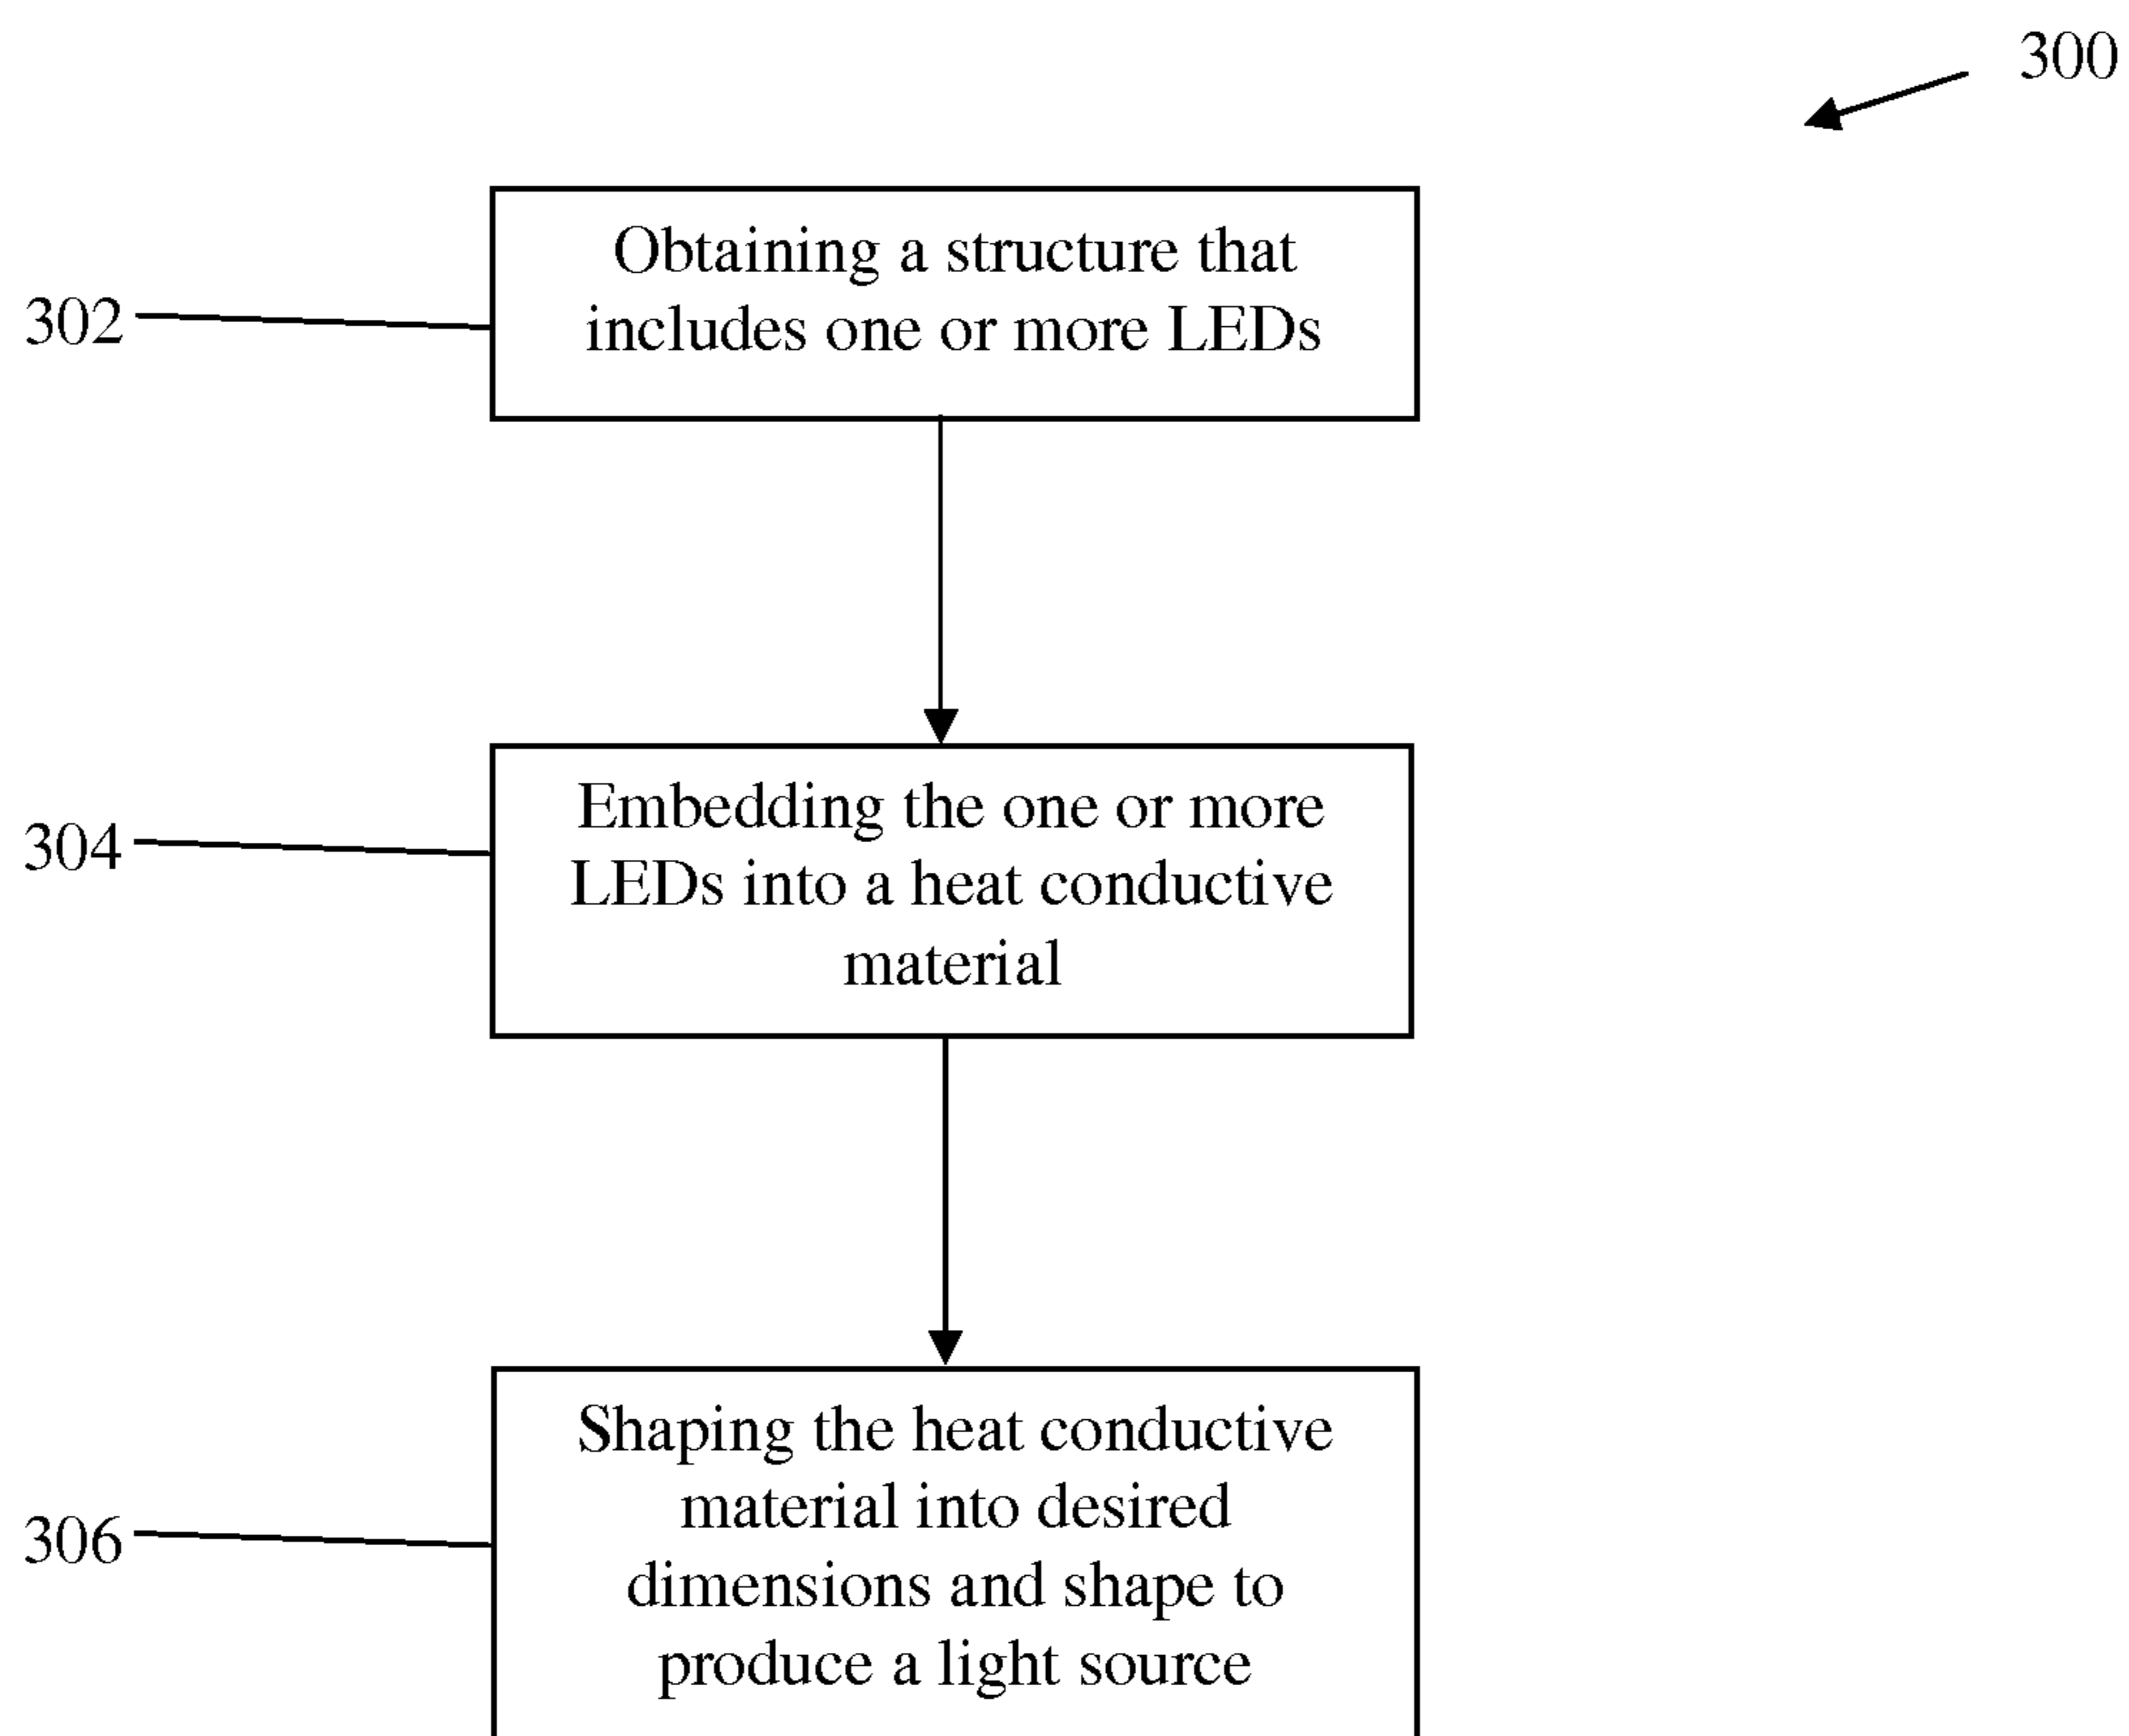 300
Obtaining a structure that
includes one or more LEDs
302
Embedding the one or more
LEDs into a heat conductive
material
304
Shaping the heat conductive
material into desired
dimensions and shape to
produce a light source
306